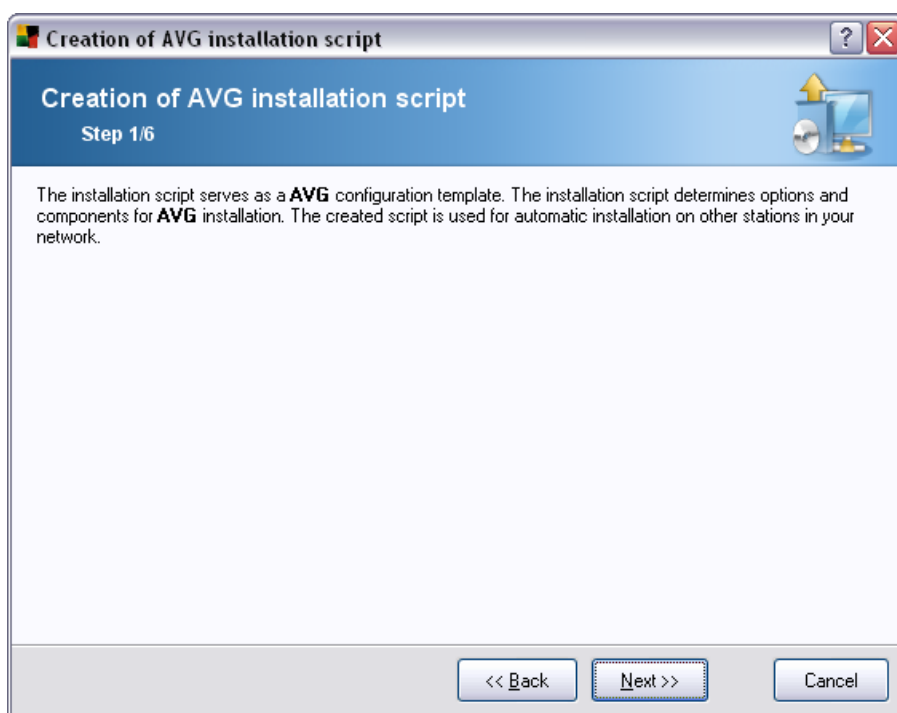 Creation of AVG installation script
Creation of AVG installation script
Step 1/6
The installation script serves as a AVG configuration template. The installation script determines options and
components for AVG installation. The created script is used for automatic installation on other stations in your
network.
<< Back
Next >>
Cancel